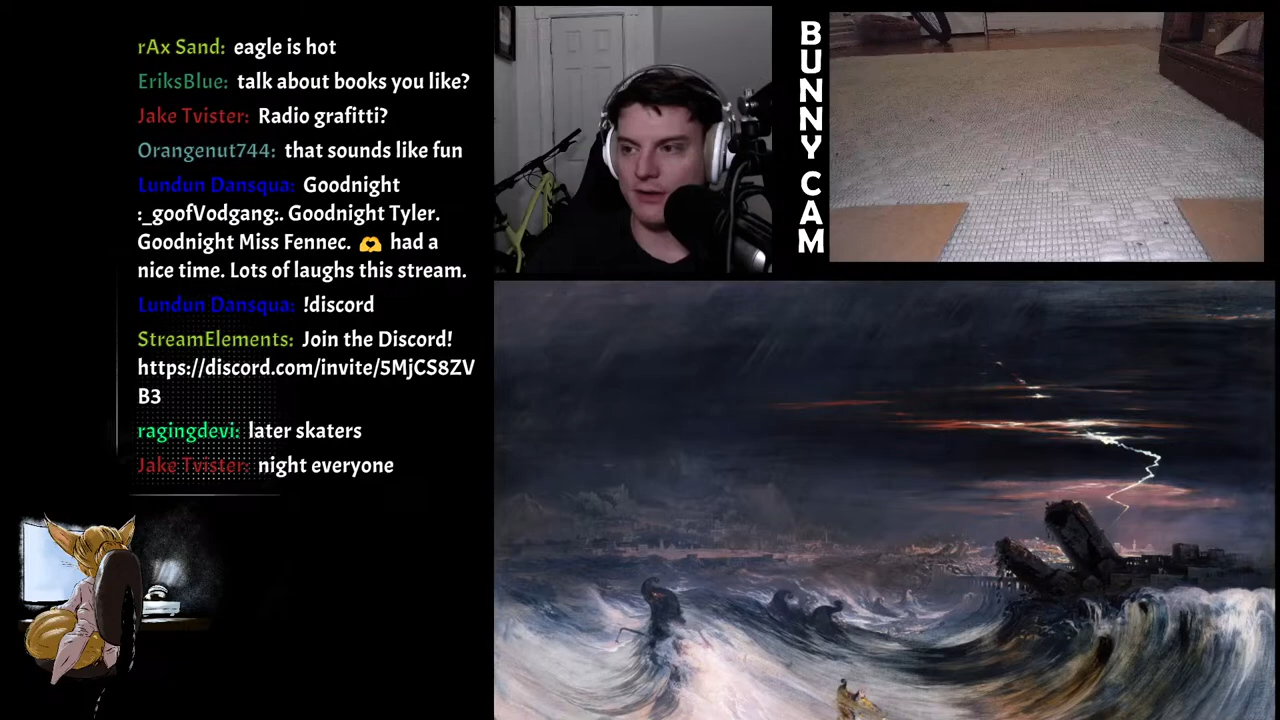 rAx Sand: eagle is hot
EriksBlue: talk about books you like?
Jake Tvister: Radio grafitti?
Orangenut744: that sounds like fun
Lundun Dansqua: Goodnight
:_goofVodgang:. Goodnight Tyler.
Goodnight Miss Fennec. 🫶 had a
nice time. Lots of laughs this stream.
Lundun Dansqua: !discord
StreamElements: Join the Discord!
https://discord.com/invite/5MjCS8ZV
B3
ragingdevi: later skaters
Jake Tvister: night everyone
BUNNY CAM